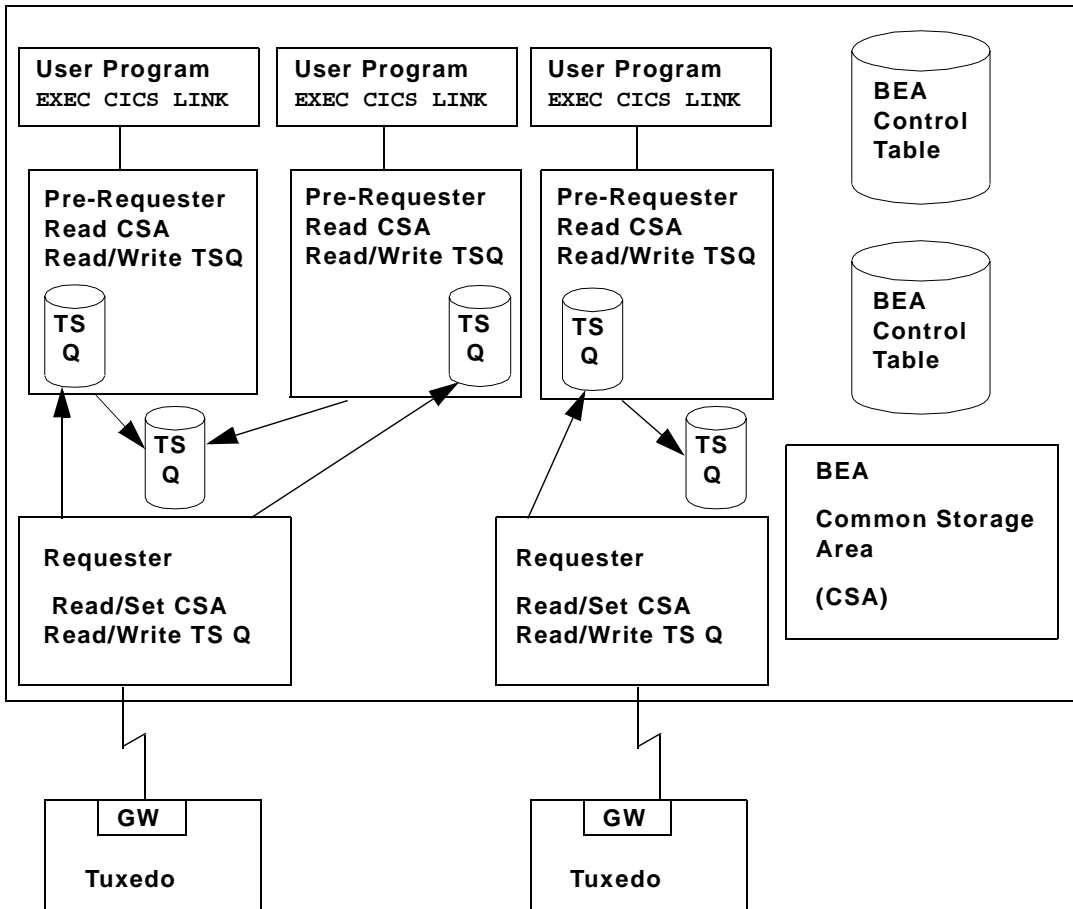 User Program
EXEC CICS LINK
User Program
EXEC CICS LINK
User Program
EXEC CICS LINK
BEA
Control
Table
Pre-Requester
Read CSA
Read/Write TSQ
TS
Q
Pre-Requester
Read CSA
Read/Write TSQ
TS
Q
Pre-Requester
Read CSA
Read/Write TSQ
TS
Q
BEA
Control
Table
TS
Q
TS
Q
BEA
Common Storage
Area
(CSA)
Requester
Read/Set CSA
Read/Write TS Q
Requester
Read/Set CSA
Read/Write TS Q
GW
Tuxedo
GW
Tuxedo